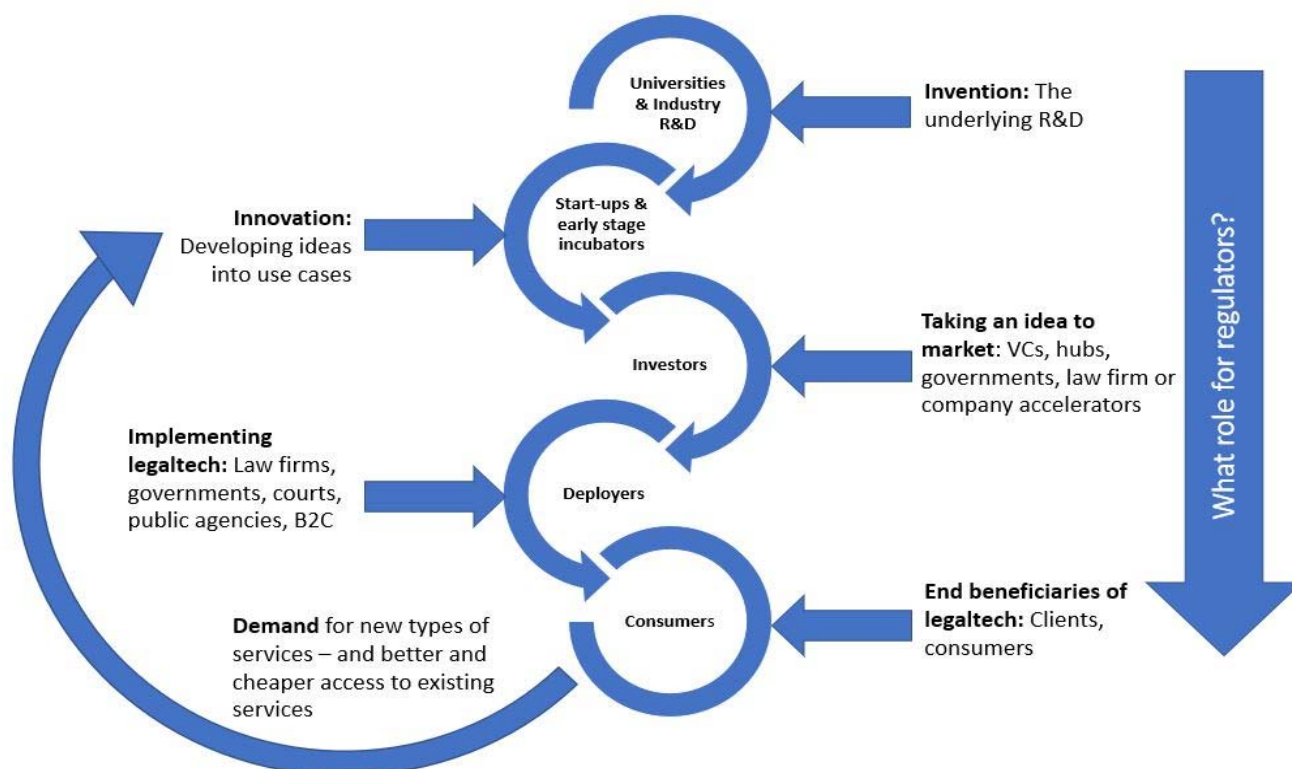 Universities
& Industry
R&D
Invention: The
underlying R&D
Start-ups &
early stage
incubators
Innovation:
Developing ideas
into use cases
Investors
Taking an idea to
market: VCs, hubs,
governments, law firm or
company accelerators
Implementing
legaltech: Law firms,
governments, courts,
public agencies, B2C
Deployers
Consumers
End beneficiaries of
legaltech: Clients,
consumers
Demand for new types of
services – and better and
cheaper access to existing
services
What role for regulators?